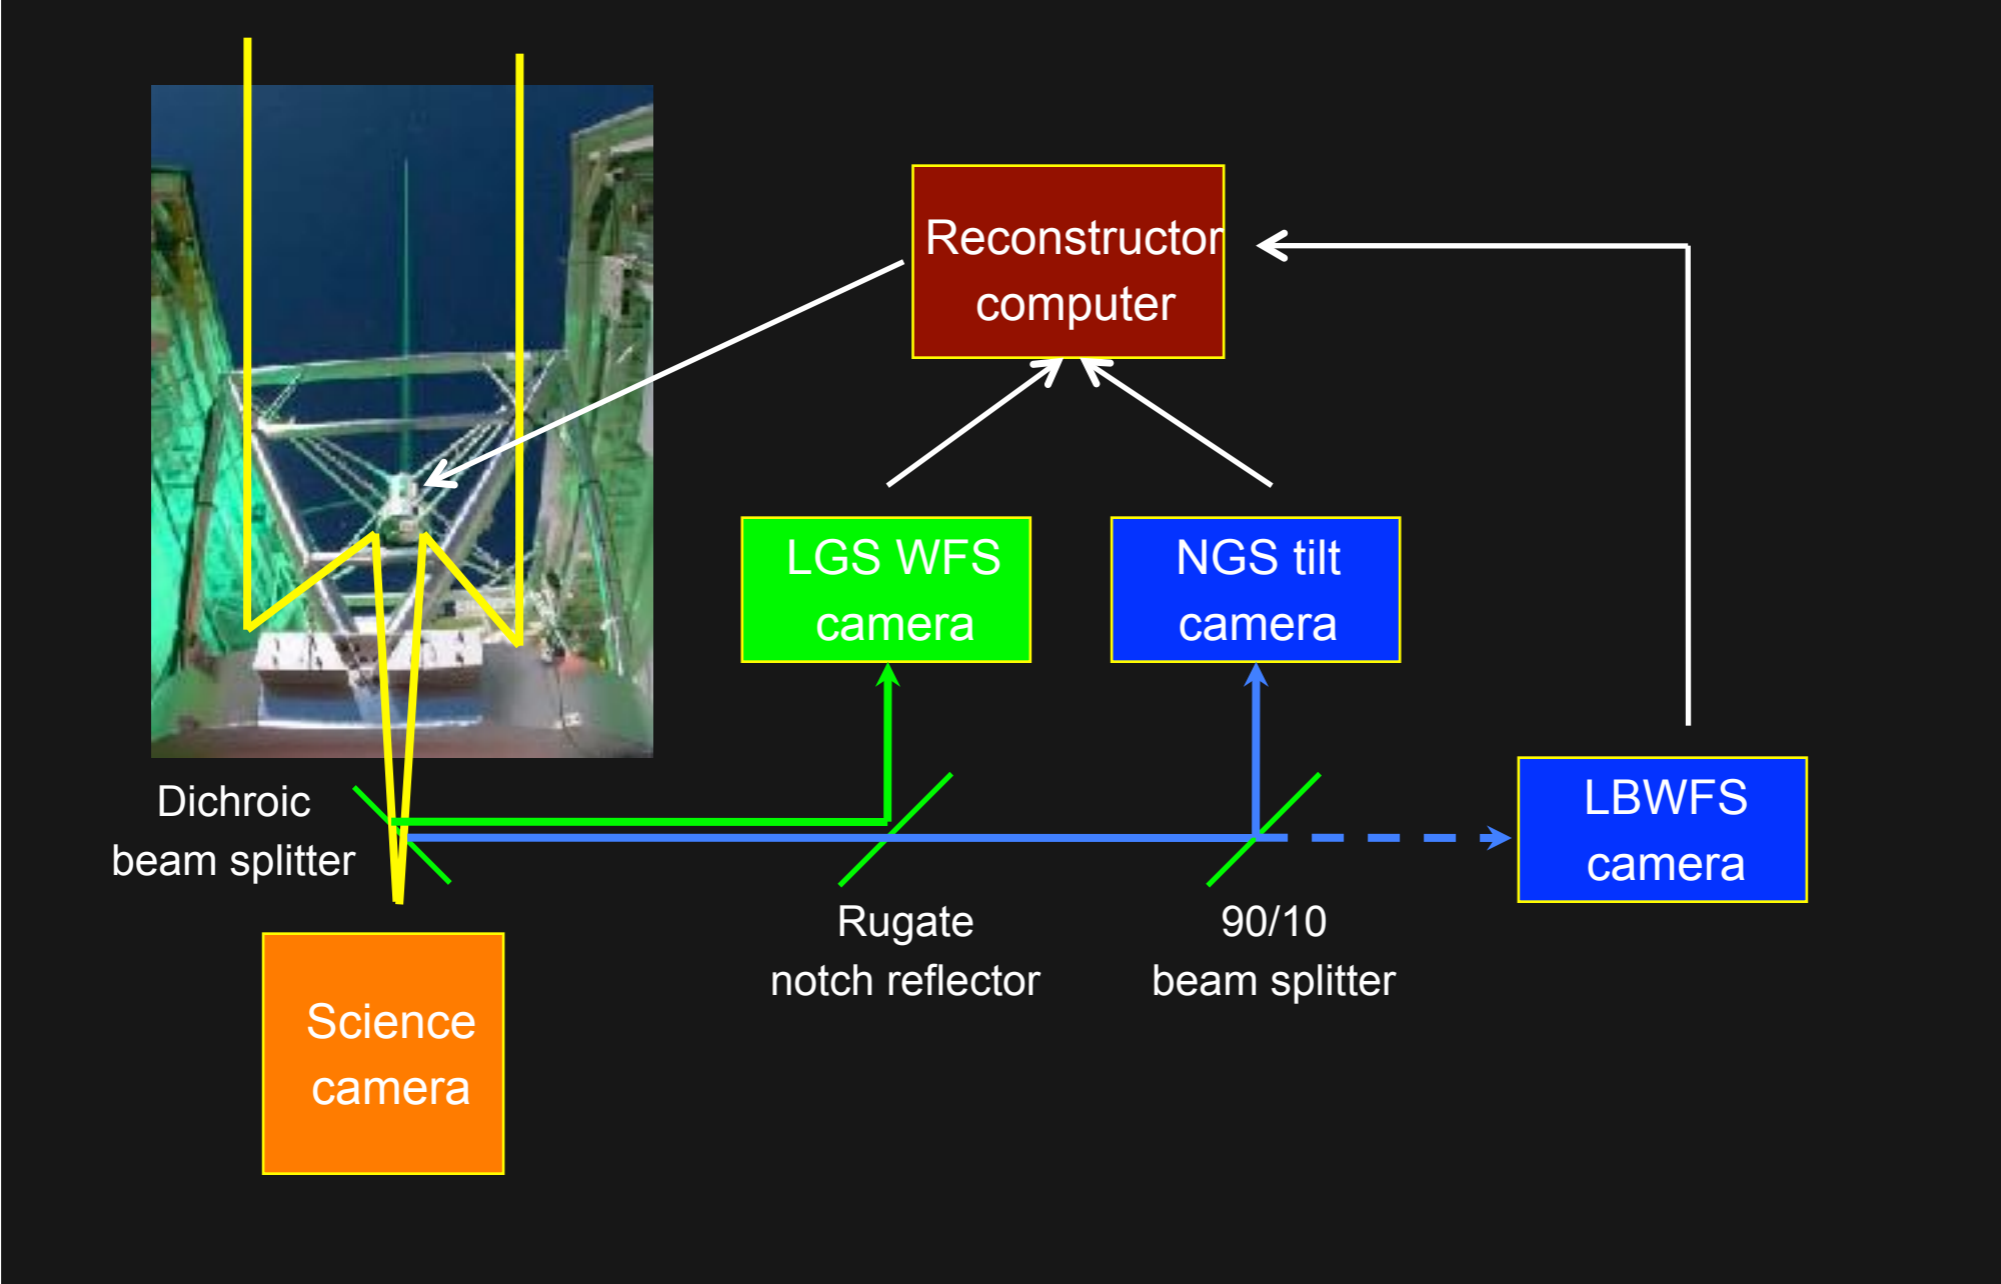 Reconstructor
computer
LGS WFS
camera
NGS tilt
camera
Dichroic
beam splitter
LBWFS
camera
Rugate
notch reflector
90/10
beam splitter
Science
camera